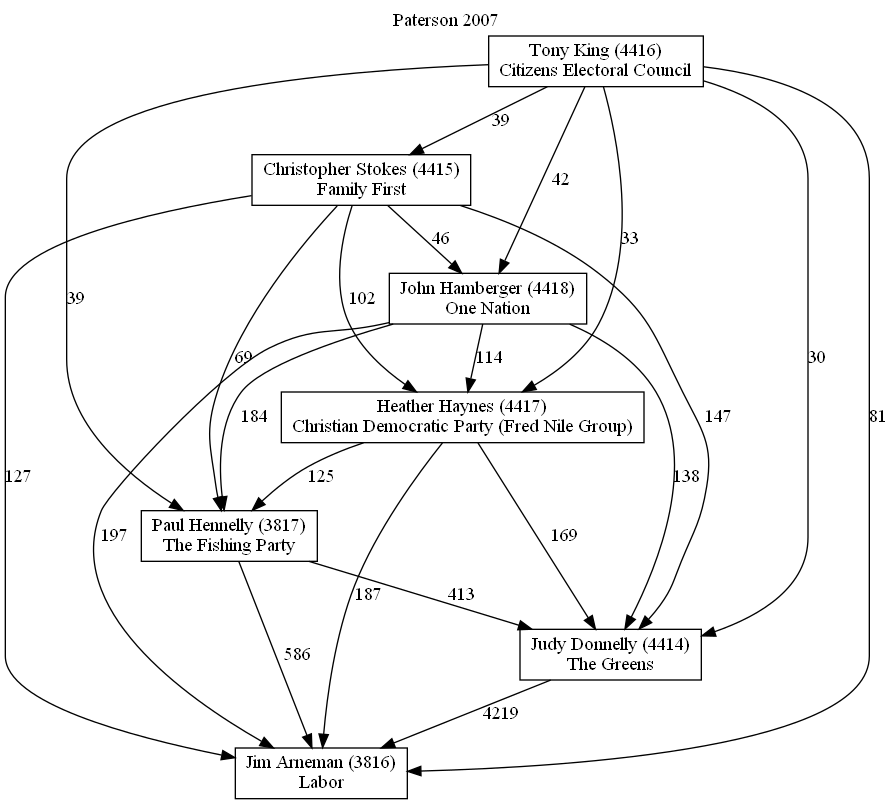 Paterson 2007
Tony King (4416)
Citizens Electoral Council
39
Christopher Stokes (4415)
Family First
42
46
33
John Hamberger (4418)
One Nation
39
102
69
114
30
Heather Haynes (4417)
Christian Democratic Party (Fred Nile Group)
184
147
81
127
125
138
Paul Hennelly (3817)
The Fishing Party
197
169
187
413
Judy Donnelly (4414)
The Greens
586
4219
Jim Arneman (3816)
Labor